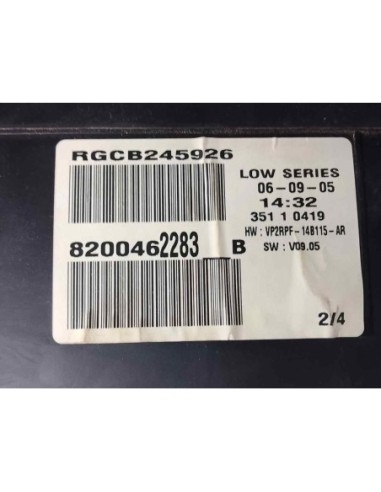 RGCB245926
LOW SERIES
06-09-05
14:32
351 1 0419
8200462283__B
HW : VP2RPF-14B115-AR
SW : V09.05
2/4